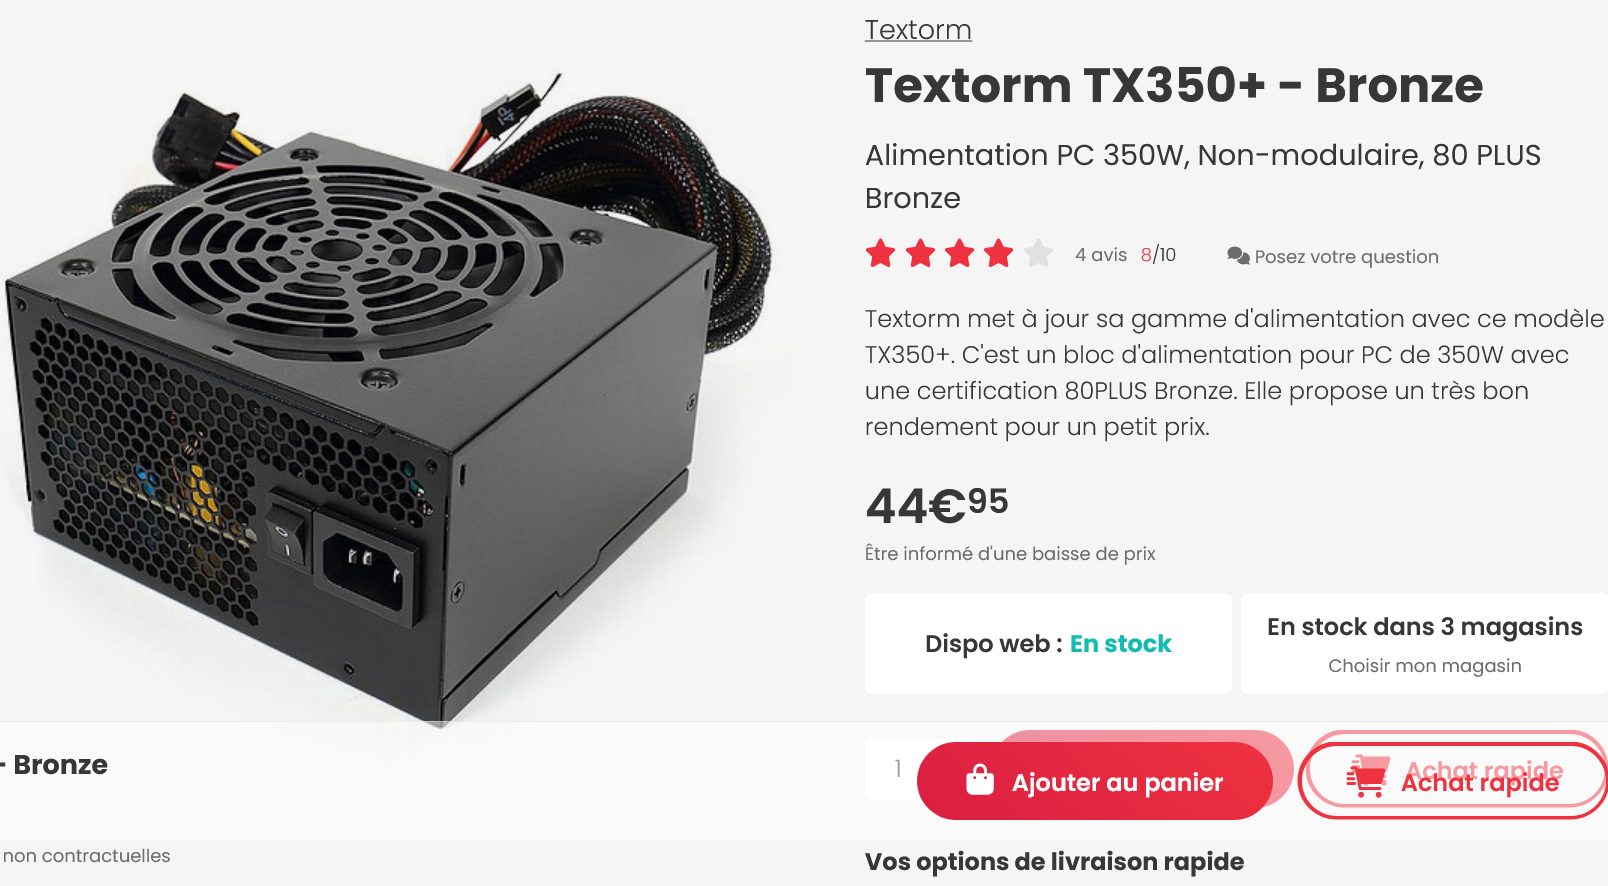 Textorm
Textorm TX350+ - Bronze
Alimentation PC 350W, Non-modulaire, 80 PLUS
Bronze
4 avis 8/10 Posez votre question
Textorm met à jour sa gamme d'alimentation avec ce modèle
TX350+. C'est un bloc d'alimentation pour PC de 350W avec
une certification 80PLUS Bronze. Elle propose un très bon
rendement pour un petit prix.
44€95
Être informé d'une baisse de prix
Dispo web : En stock
En stock dans 3 magasins
Choisir mon magasin
- Bronze
1
Ajouter au panier
Achat rapide
Achat rapide
non contractuelles
Vos options de livraison rapide
4P